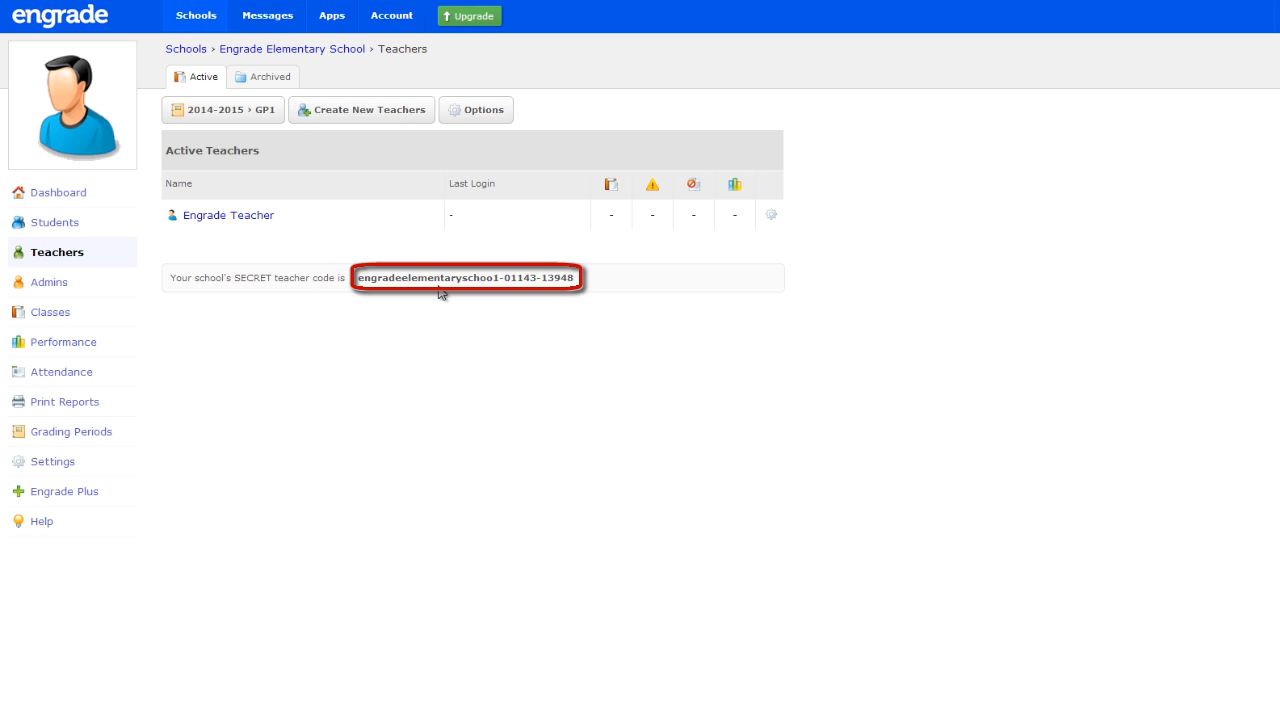 engrade
Schools Messages Apps Account Upgrade
Schools › Engrade Elementary School › Teachers
Active Archived
2014-2015 › GP1 Create New Teachers Options
Active Teachers
Name Last Login
Engrade Teacher - - - - -
Your school's SECRET teacher code is engradeelementaryschoo1-01143-13948
Dashboard
Students
Teachers
Admins
Classes
Performance
Attendance
Print Reports
Grading Periods
Settings
Engrade Plus
Help